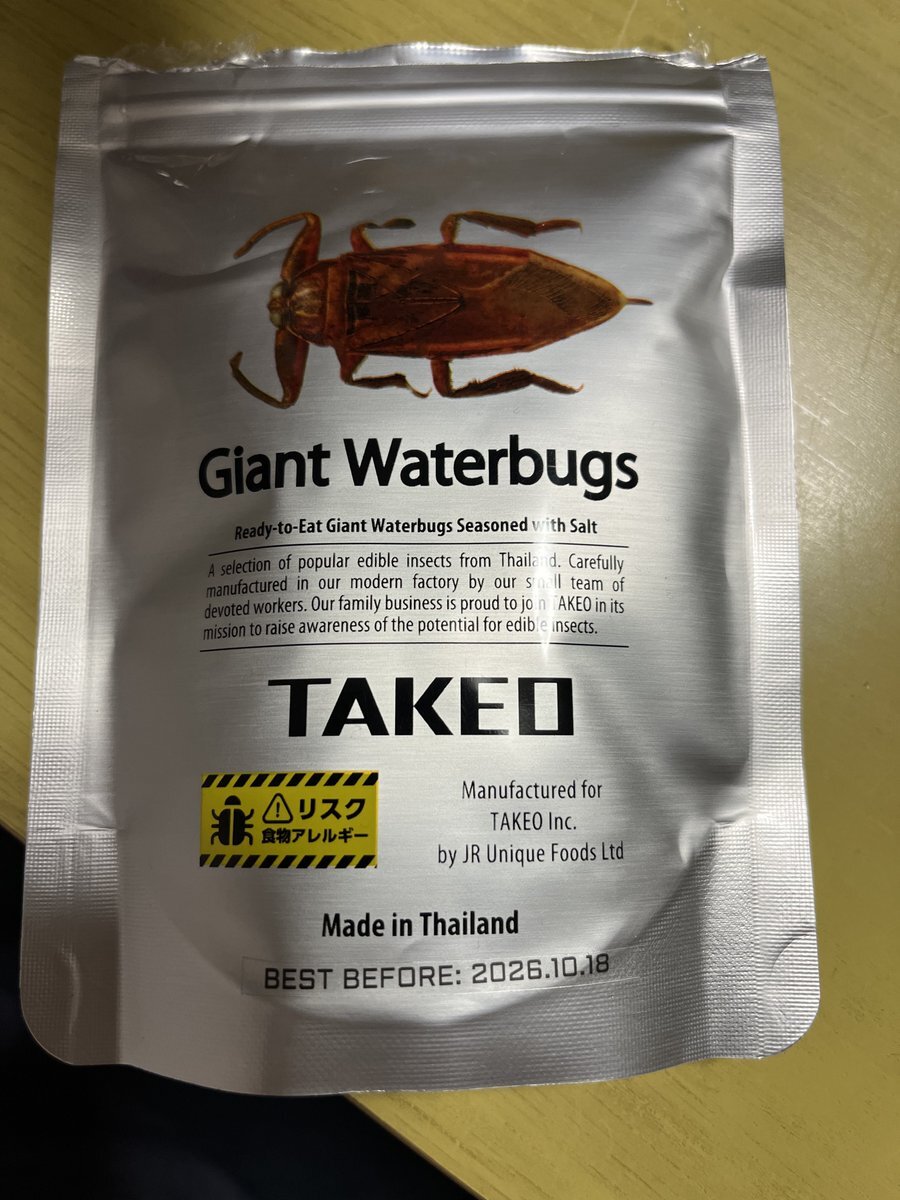 Giant Waterbugs
Ready-to-Eat Giant Waterbugs Seasoned with Salt
A selection of popular edible insects from Thailand. Carefully
manufactured in our modern factory by our small team of
devoted workers. Our family business is proud to join TAKEO in its
mission to raise awareness of the potential for edible insects.
TAKEO
リスク
食物アレルギー
Manufactured for
TAKEO Inc.
by JR Unique Foods Ltd
Made in Thailand
BEST BEFORE: 2026.10.18